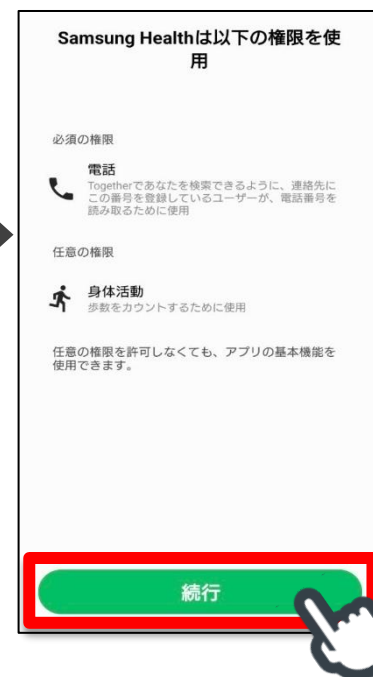 Samsung Healthは以下の権限を使
用
必須の権限
電話
Togetherであなたを検索できるように、連絡先に
この番号を登録しているユーザーが、電話番号を
読み取るために使用
任意の権限
身体活動
歩数をカウントするために使用
任意の権限を許可しなくても、アプリの基本機能を
使用できます。
続行